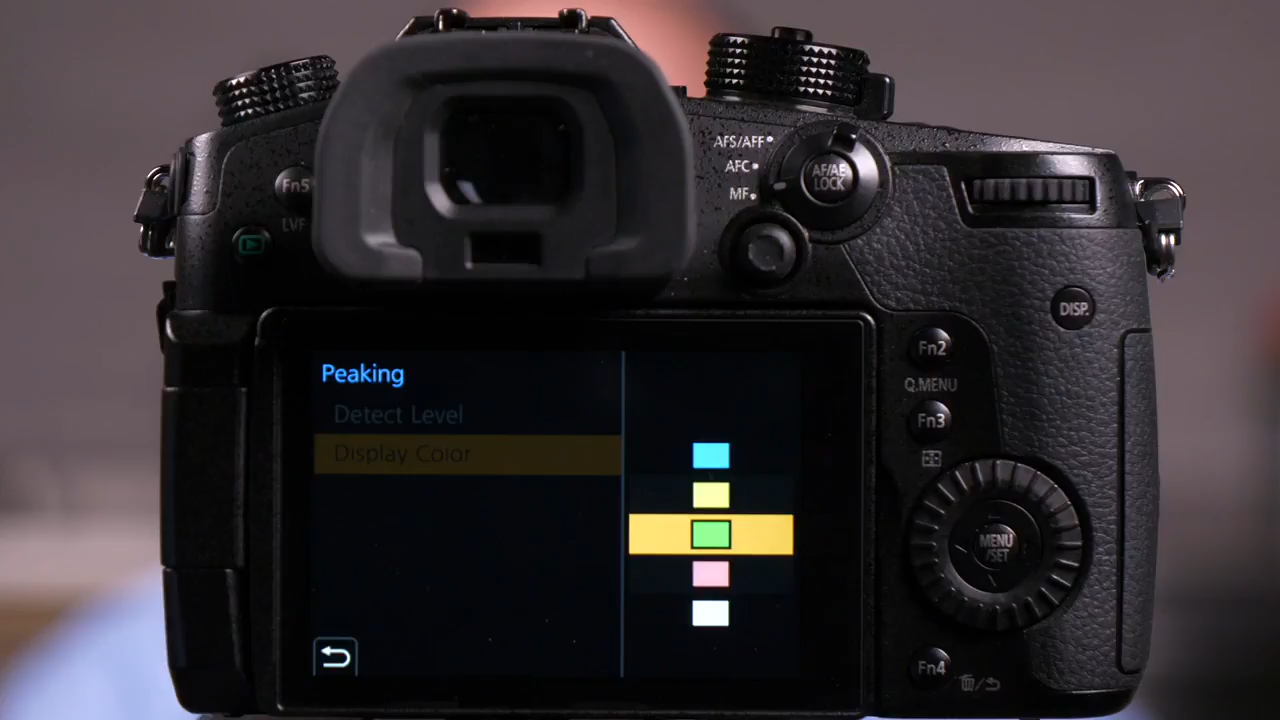 AFS/AFF
AFC
MF
AF/AE
LOCK
Fn5
LVF
DISP.
Fn2
Q.MENU
Fn3
Peaking
Detect Level
Display Color
MENU
/SET
Fn4